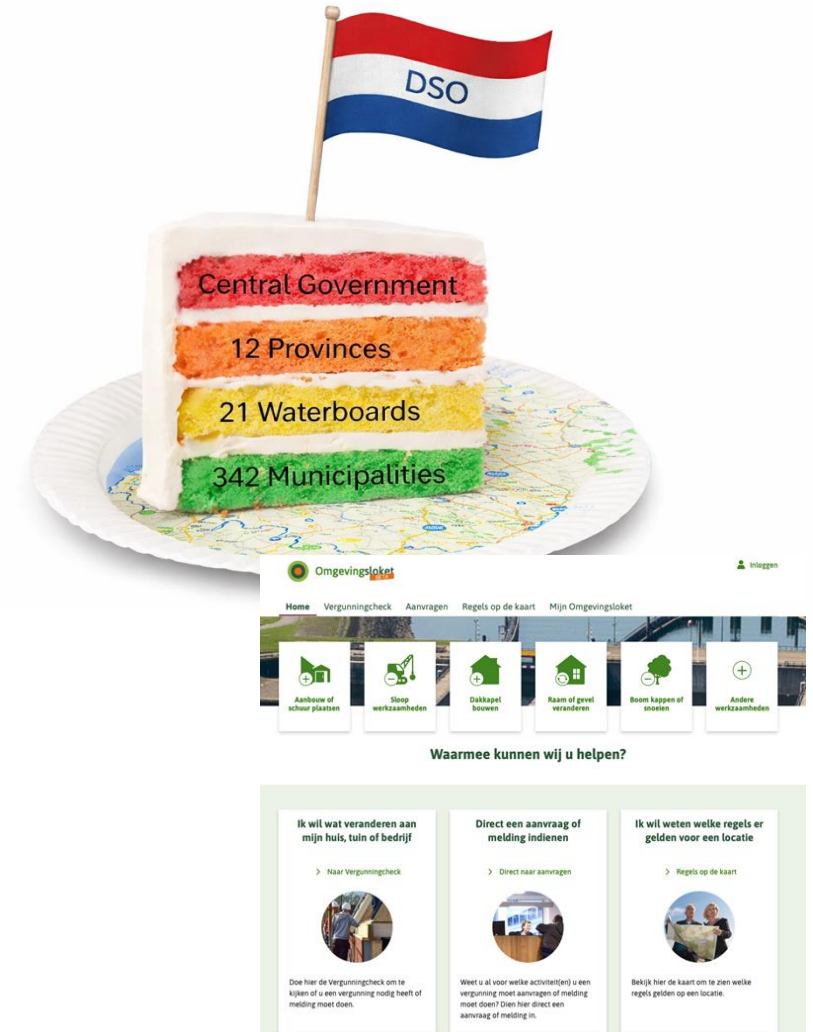 DSO
Central Government
12 Provinces
21 Waterboards
342 Municipalities
Omgevingsloket
Inloggen
Home Vergunningcheck Aanvragen Regels op de kaart Mijn Omgevingsloket
Aanbouw of
schuur plaatsen
Sloop
werkzaamheden
Dakkapel
bouwen
Raam of gevel
veranderen
Boom kappen of
snoeien
Andere
werkzaamheden
Waarmee kunnen wij u helpen?
Ik wil wat veranderen aan
mijn huis, tuin of bedrijf
> Naar Vergunningcheck
Doe hier de Vergunningcheck om te
kijken of u een vergunning nodig heeft of
melding moet doen.
Direct een aanvraag of
melding indienen
> Direct naar aanvragen
Weet u al voor welke activiteit(en) u een
vergunning moet aanvragen of melding
moet doen? Dien hier direct een
aanvraag of melding in.
Ik wil weten welke regels er
gelden voor een locatie
> Regels op de kaart
Bekijk hier de kaart om te zien welke
regels gelden op een locatie.